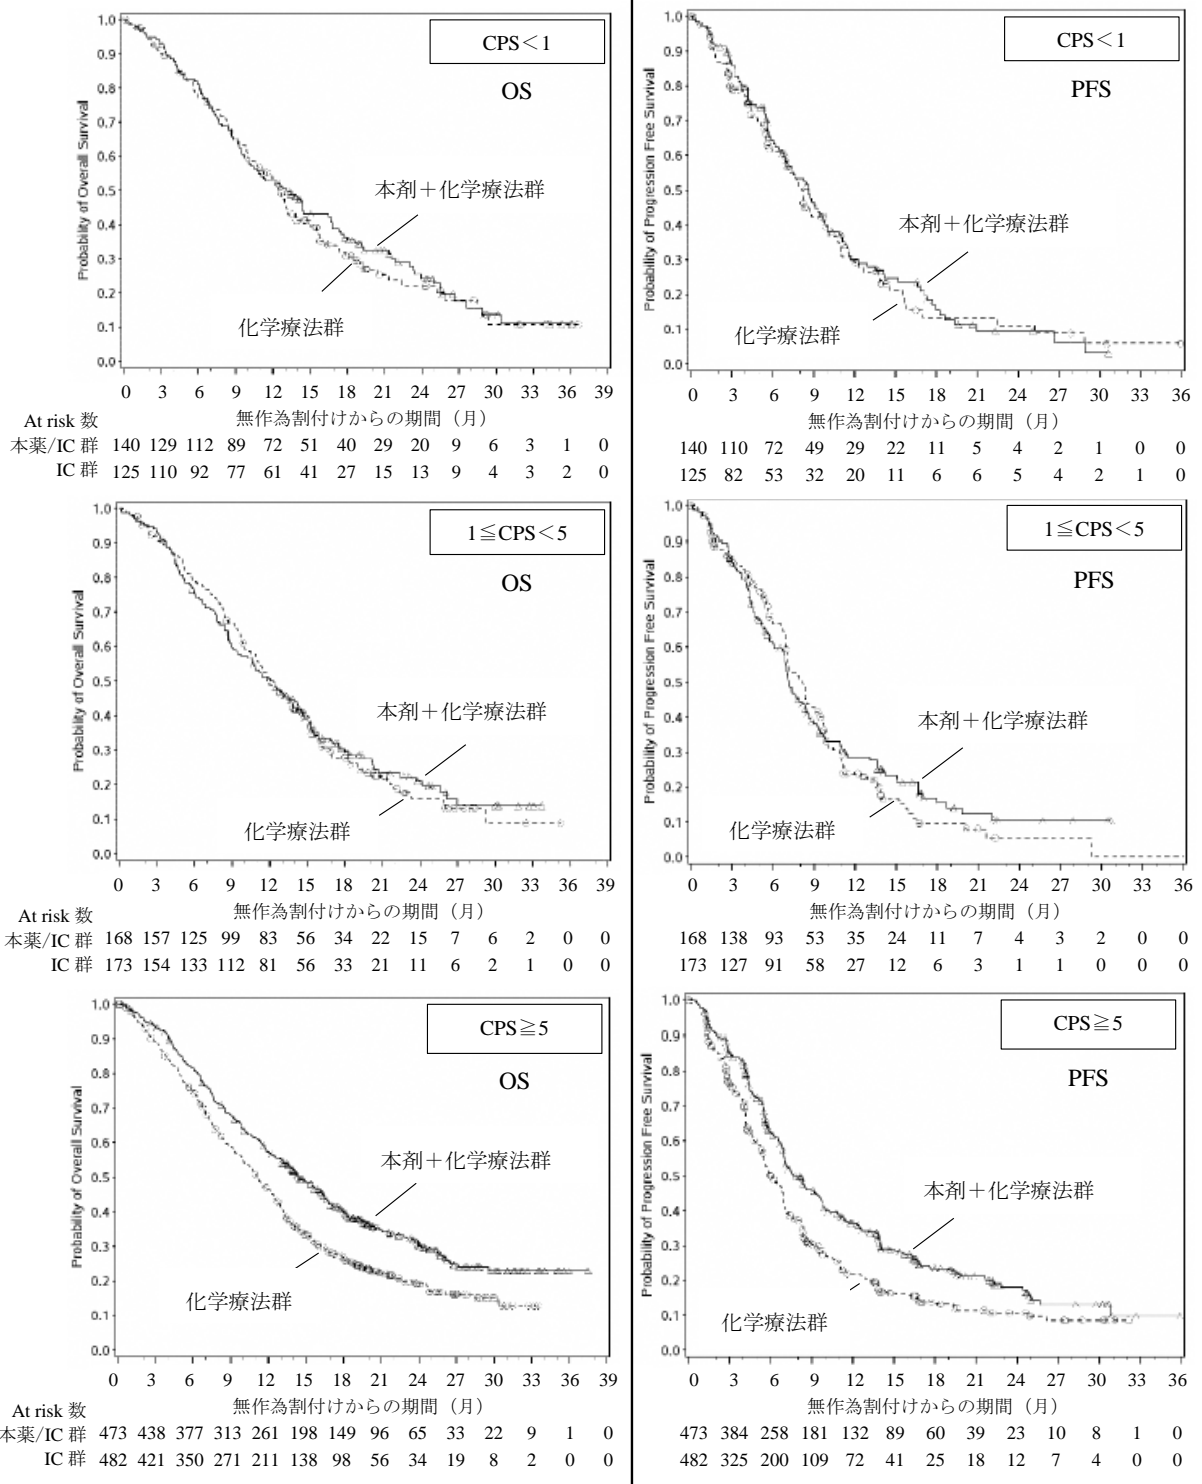 CPS＜1
OS
Probability of Overall Survival
1.0
0.9
0.8
0.7
0.6
0.5
0.4
0.3
0.2
0.1
0.0
本剤＋化学療法群
化学療法群
0 3 6 9 12 15 18 21 24 27 30 33 36 39
無作為割付けからの期間（月）
At risk 数
本薬/IC 群 140 129 112 89 72 51 40 29 20 9 6 3 1 0
IC 群 125 110 92 77 61 41 27 15 13 9 4 3 2 0
CPS＜1
PFS
Probability of Progression Free Survival
1.0
0.9
0.8
0.7
0.6
0.5
0.4
0.3
0.2
0.1
0.0
本剤＋化学療法群
化学療法群
0 3 6 9 12 15 18 21 24 27 30 33 36
無作為割付けからの期間（月）
140 110 72 49 29 22 11 5 4 2 1 0 0
125 82 53 32 20 11 6 6 5 4 2 1 0
1≦CPS＜5
OS
Probability of Overall Survival
1.0
0.9
0.8
0.7
0.6
0.5
0.4
0.3
0.2
0.1
0.0
本剤＋化学療法群
化学療法群
0 3 6 9 12 15 18 21 24 27 30 33 36 39
無作為割付けからの期間（月）
At risk 数
本薬/IC 群 168 157 125 99 83 56 34 22 15 7 6 2 0 0
IC 群 173 154 133 112 81 56 33 21 11 6 2 1 0 0
1≦CPS＜5
PFS
Probability of Progression Free Survival
1.0
0.9
0.8
0.7
0.6
0.5
0.4
0.3
0.2
0.1
0.0
本剤＋化学療法群
化学療法群
0 3 6 9 12 15 18 21 24 27 30 33 36
無作為割付けからの期間（月）
168 138 93 53 35 24 11 7 4 3 2 0 0
173 127 91 58 27 12 6 3 1 1 0 0 0
CPS≧5
OS
Probability of Overall Survival
1.0
0.9
0.8
0.7
0.6
0.5
0.4
0.3
0.2
0.1
0.0
本剤＋化学療法群
化学療法群
0 3 6 9 12 15 18 21 24 27 30 33 36 39
無作為割付けからの期間（月）
At risk 数
本薬/IC 群 473 438 377 313 261 198 149 96 65 33 22 9 1 0
IC 群 482 421 350 271 211 138 98 56 34 19 8 2 0 0
CPS≧5
PFS
Probability of Progression Free Survival
1.0
0.9
0.8
0.7
0.6
0.5
0.4
0.3
0.2
0.1
0.0
本剤＋化学療法群
化学療法群
0 3 6 9 12 15 18 21 24 27 30 33 36
無作為割付けからの期間（月）
473 384 258 181 132 89 60 39 23 10 8 1 0
482 325 200 109 72 41 25 18 12 7 4 0 0